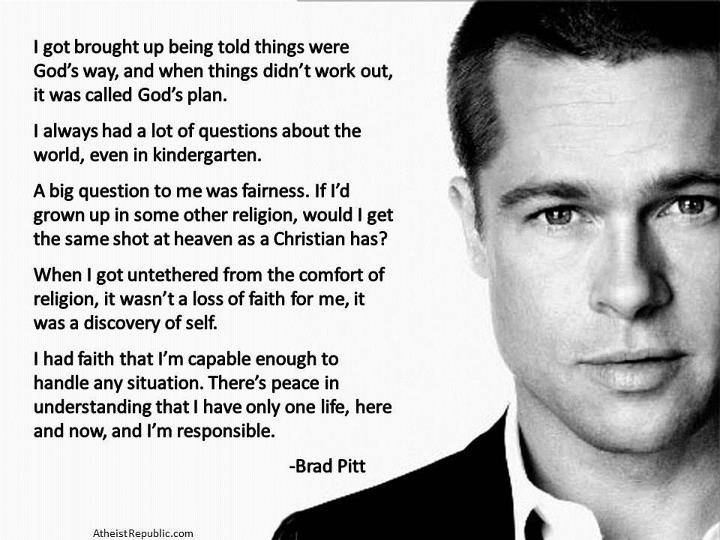 I got brought up being told things were
God's way, and when things didn't work out,
it was called God's plan.
I always had a lot of questions about the
world, even in kindergarten.
A big question to me was fairness. If I'd
grown up in some other religion, would I get
the same shot at heaven as a Christian has?
When I got untethered from the comfort of
religion, it wasn't a loss of faith for me, it
was a discovery of self.
I had faith that I'm capable enough to
handle any situation. There's peace in
understanding that I have only one life, here
and now, and I'm responsible.
-Brad Pitt
AtheistRepublic.com